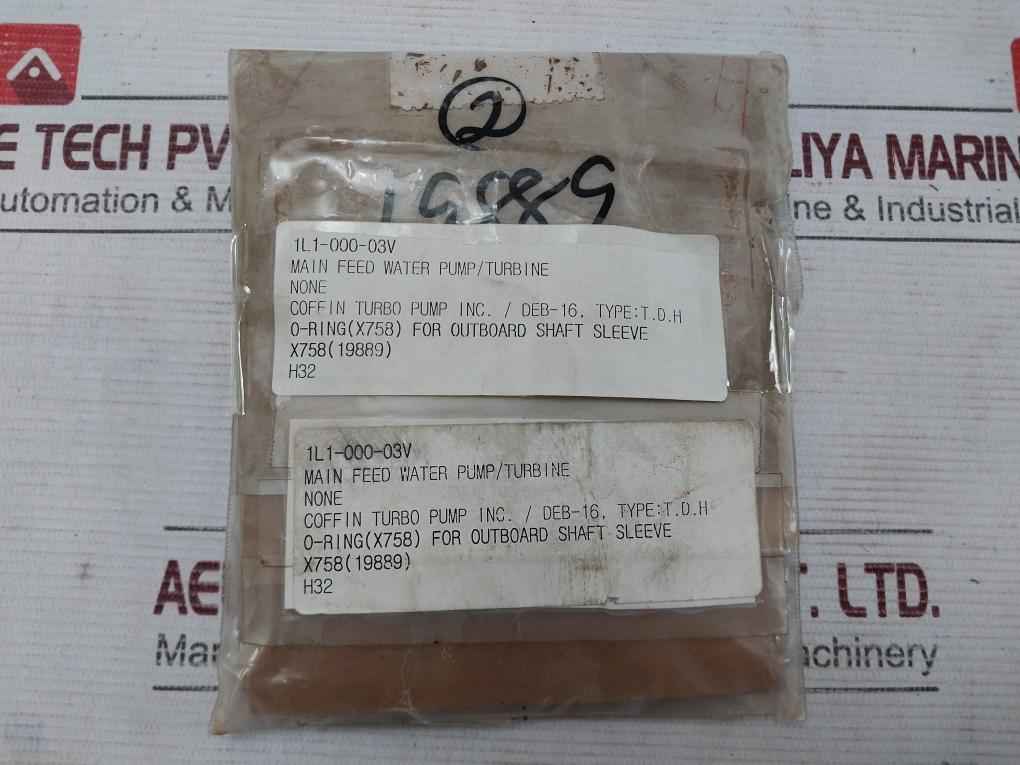 E TECH PV
LIYA MARIN
utomation & M
ne & Industrial
2
19889
1L1-000-03V
MAIN FEED WATER PUMP/TURBINE
NONE
COFFIN TURBO PUMP INC. / DEB-16, TYPE:T.D.H
O-RING(X758) FOR OUTBOARD SHAFT SLEEVE
X758(19889)
H32
1L1-000-03V
MAIN FEED WATER PUMP/TURBINE
NONE
COFFIN TURBO PUMP INC. / DEB-16, TYPE:T.D.H
O-RING(X758) FOR OUTBOARD SHAFT SLEEVE
X758(19889)
H32
AE
T. LTD.
Ma
achinery